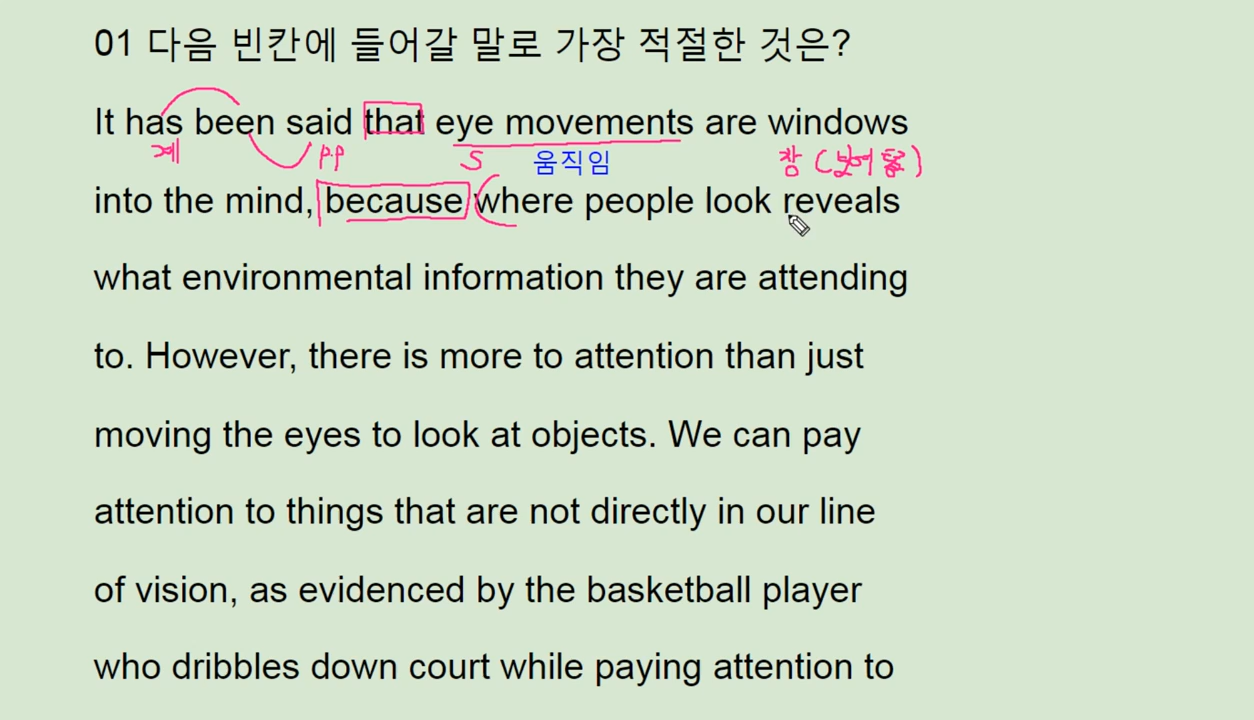 01 다음 빈칸에 들어갈 말로 가장 적절한 것은?
It has been said that eye movements are windows
p.p S 움직임
into the mind, because where people look reveals
what environmental information they are attending
to. However, there is more to attention than just
moving the eyes to look at objects. We can pay
attention to things that are not directly in our line
of vision, as evidenced by the basketball player
who dribbles down court while paying attention to